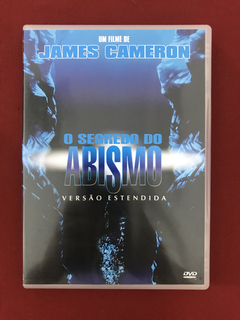 UM FILME DE
JAMES CAMERON
O SEGREDO DO
ABISMO
VERSÃO ESTENDIDA
DVD